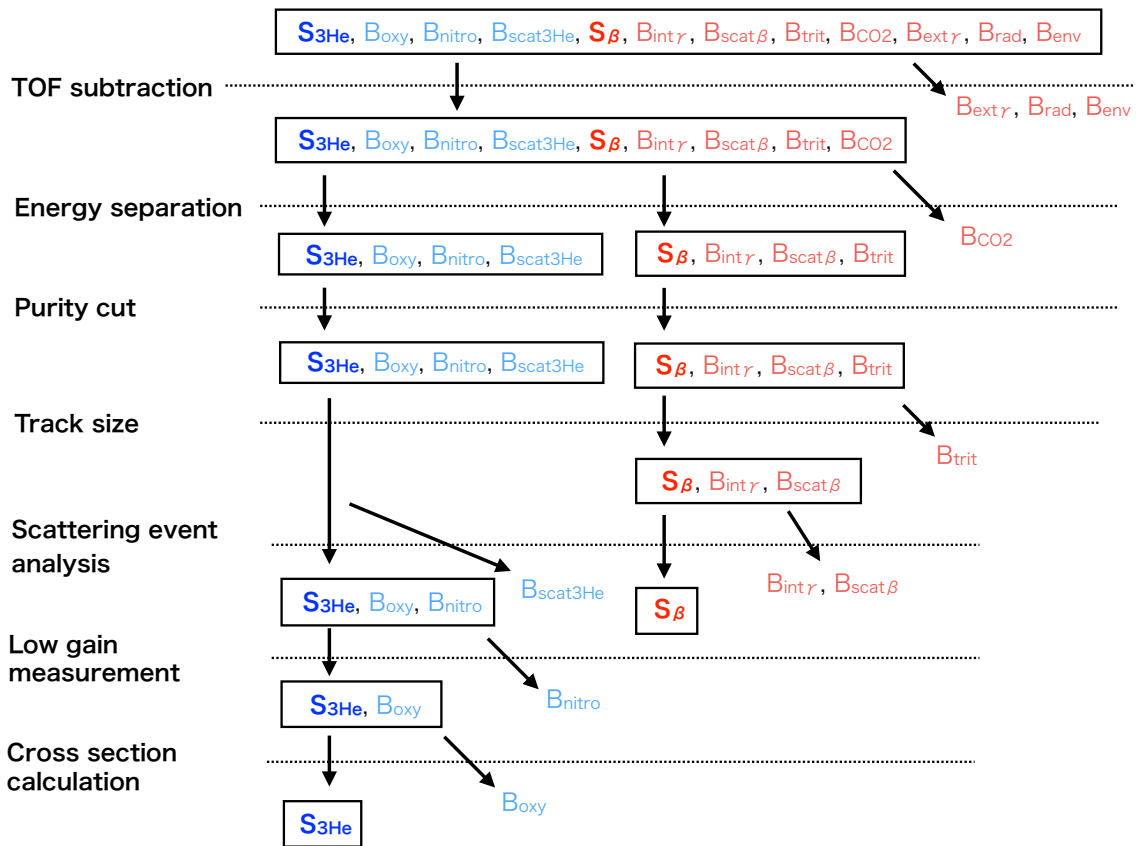 S3He, Boxy, Bnitro, Bscat3He, Sβ, Bintγ, Bscatβ, Btrit, BCO2, Bextγ, Brad, Benv
TOF subtraction
Bextγ, Brad, Benv
S3He, Boxy, Bnitro, Bscat3He, Sβ, Bintγ, Bscatβ, Btrit, BCO2
Energy separation
BCO2
S3He, Boxy, Bnitro, Bscat3He
Sβ, Bintγ, Bscatβ, Btrit
Purity cut
S3He, Boxy, Bnitro, Bscat3He
Sβ, Bintγ, Bscatβ, Btrit
Track size
Btrit
Sβ, Bintγ, Bscatβ
Scattering event
analysis
Bscat3He
Bintγ, Bscatβ
S3He, Boxy, Bnitro
Sβ
Low gain
measurement
Bnitro
S3He, Boxy
Cross section
calculation
Boxy
S3He